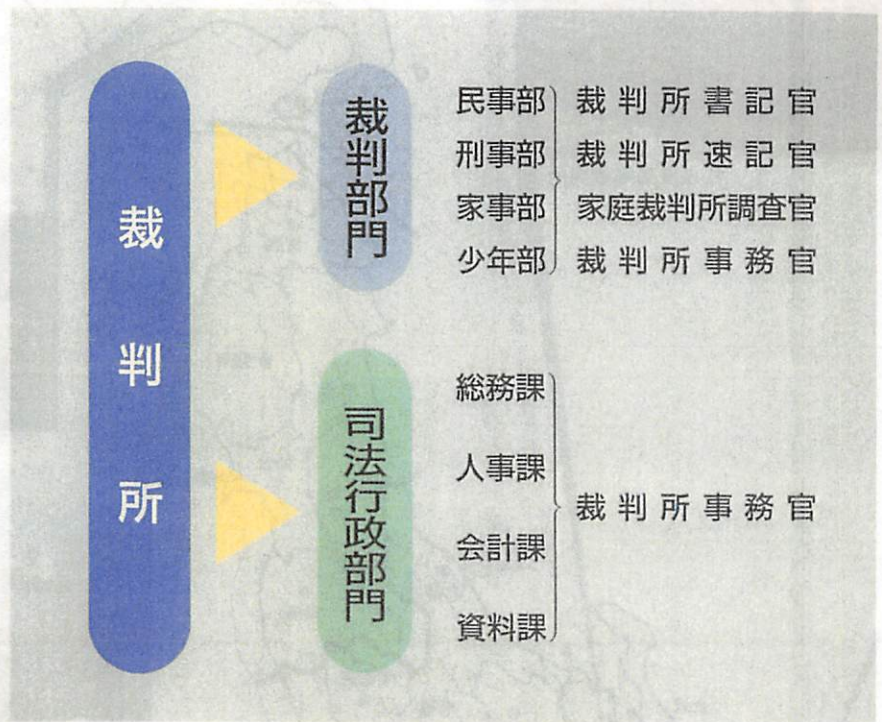 裁判所
裁判部門
民事部 裁判所書記官
刑事部 裁判所速記官
家事部 家庭裁判所調査官
少年部 裁判所事務官
司法行政部門
総務課
人事課
裁判所事務官
会計課
資料課